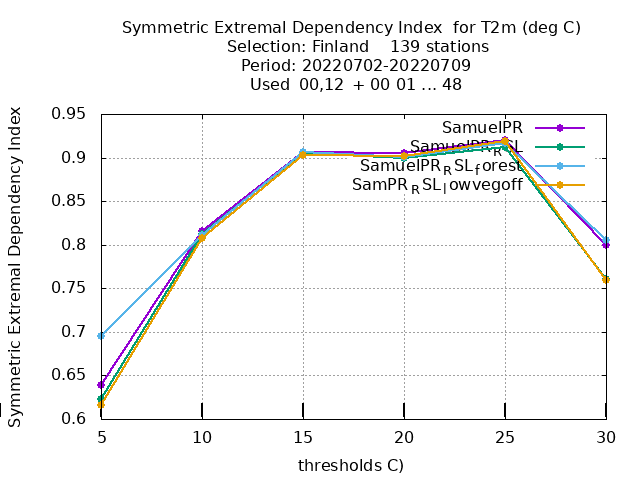 Symmetric Extremal Dependency Index  for T2m (deg C)
Selection: Finland    139 stations
Period: 20220702-20220709
Used  00,12  + 00 01 ... 48
Symmetric Extremal Dependency Index
0.95
0.9
0.85
0.8
0.75
0.7
0.65
0.6
SamuelPR
SamuelPR_RSL
SamuelPR_RSL_forest
SamPR_RSL_lowvegoff
5 10 15 20 25 30
thresholds C)